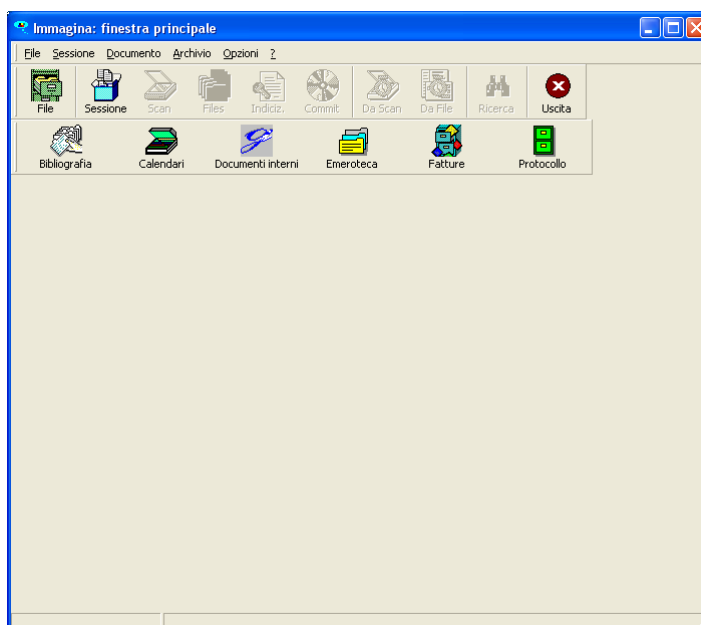 Immagina: finestra principale
File Sessione Documento Archivio Opzioni ?
File Sessione Scan Files Indiciz. Commit Da Scan Da File Ricerca Uscita
Bibliografia Calendari Documenti interni Emeroteca Fatture Protocollo